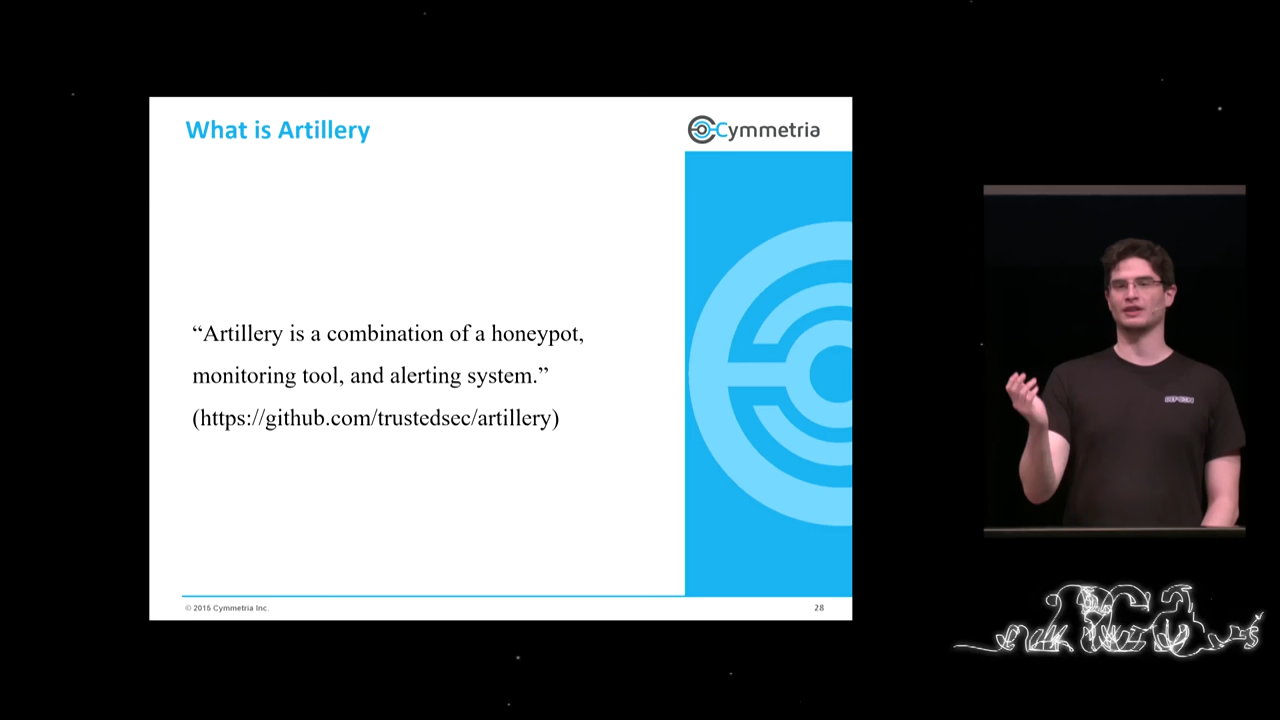 What is Artillery
Cymmetria
“Artillery is a combination of a honeypot,
monitoring tool, and alerting system.”
(https://github.com/trustedsec/artillery)
© 2015 Cymmetria Inc.
28